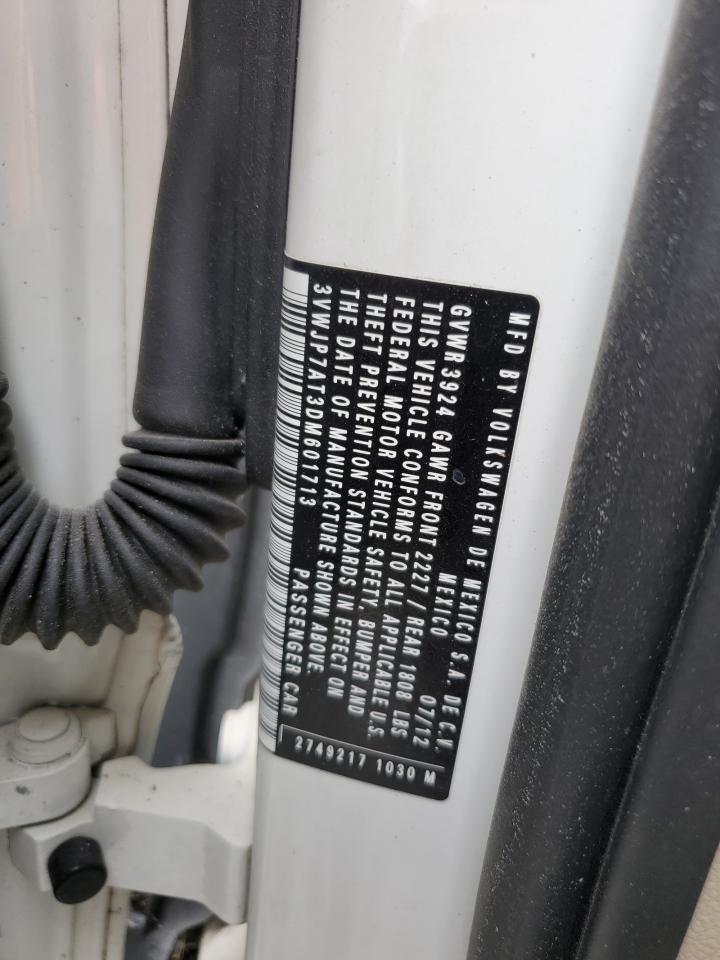 MFD BY VOLKSWAGEN DE MEXICO S.A. DE C.V.
MEXICO 07/12
GVWR 3924 GAWR FRONT 2227 / REAR 1808 LBS
THIS VEHICLE CONFORMS TO ALL APPLICABLE U.S.
FEDERAL MOTOR VEHICLE SAFETY, BUMPER AND
THEFT PREVENTION STANDARDS IN EFFECT ON
THE DATE OF MANUFACTURE SHOWN ABOVE.
3VWJP7AT3DM601713 PASSENGER CAR
2749217 1030 M